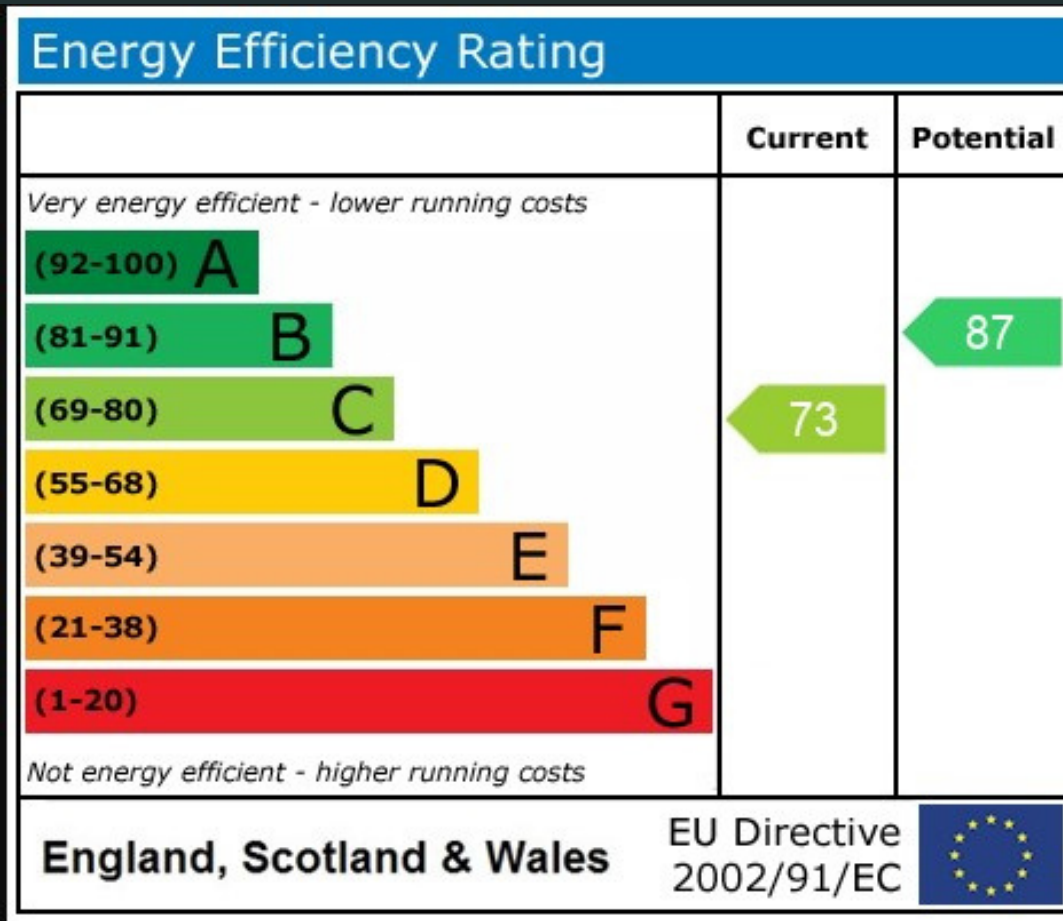 Energy Efficiency Rating
Current Potential
Very energy efficient - lower running costs
(92-100) A
(81-91) B
87
(69-80) C
73
(55-68) D
(39-54) E
(21-38) F
(1-20) G
Not energy efficient - higher running costs
England, Scotland & Wales
EU Directive
2002/91/EC